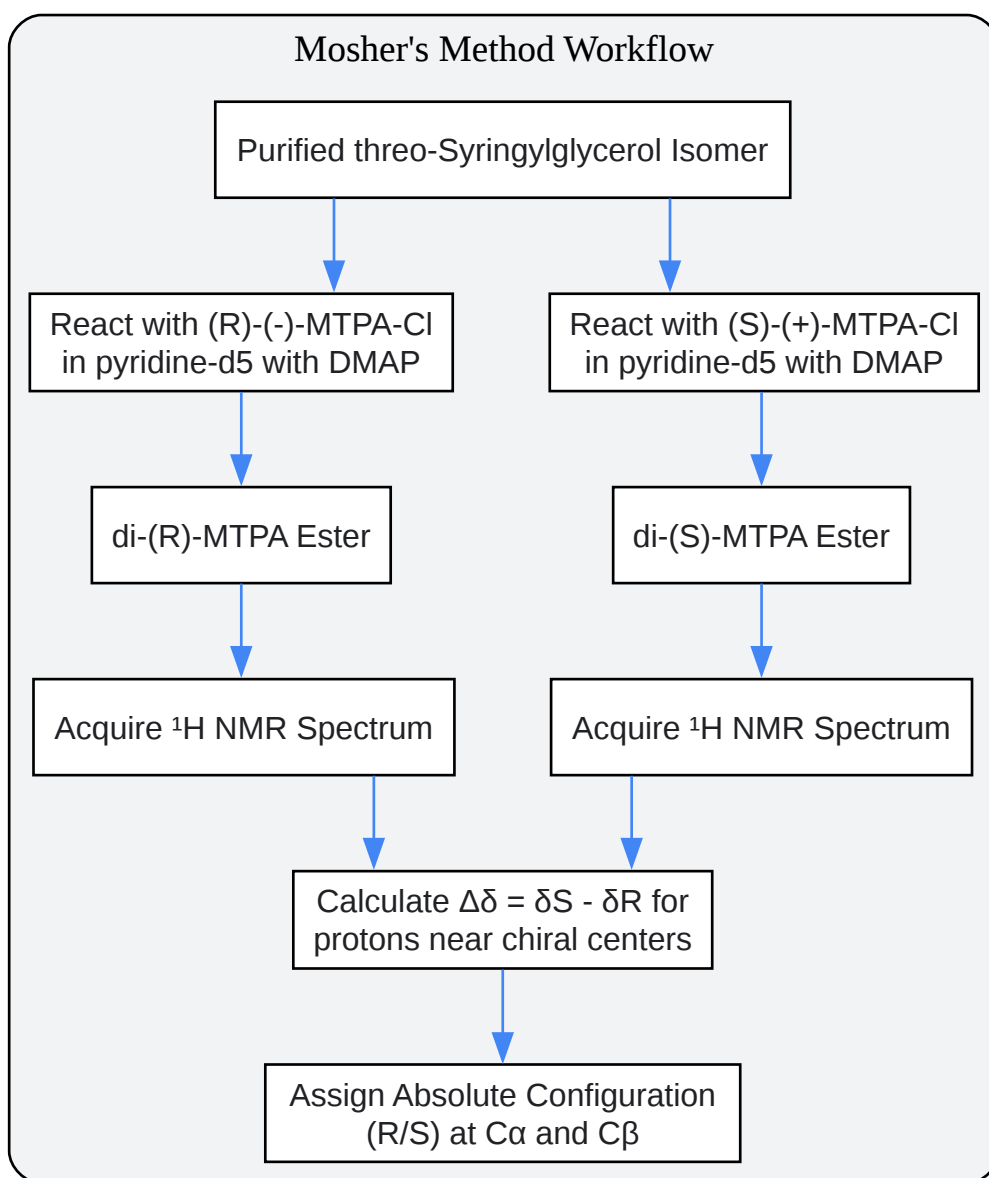 Mosher's Method Workflow
Purified threo-Syringylglycerol Isomer
React with (R)-(-)-MTPA-Cl
in pyridine-d5 with DMAP
React with (S)-(+)-MTPA-Cl
in pyridine-d5 with DMAP
di-(R)-MTPA Ester
di-(S)-MTPA Ester
Acquire ¹H NMR Spectrum
Acquire ¹H NMR Spectrum
Calculate Δδ = δS - δR for
protons near chiral centers
Assign Absolute Configuration
(R/S) at Cα and Cβ